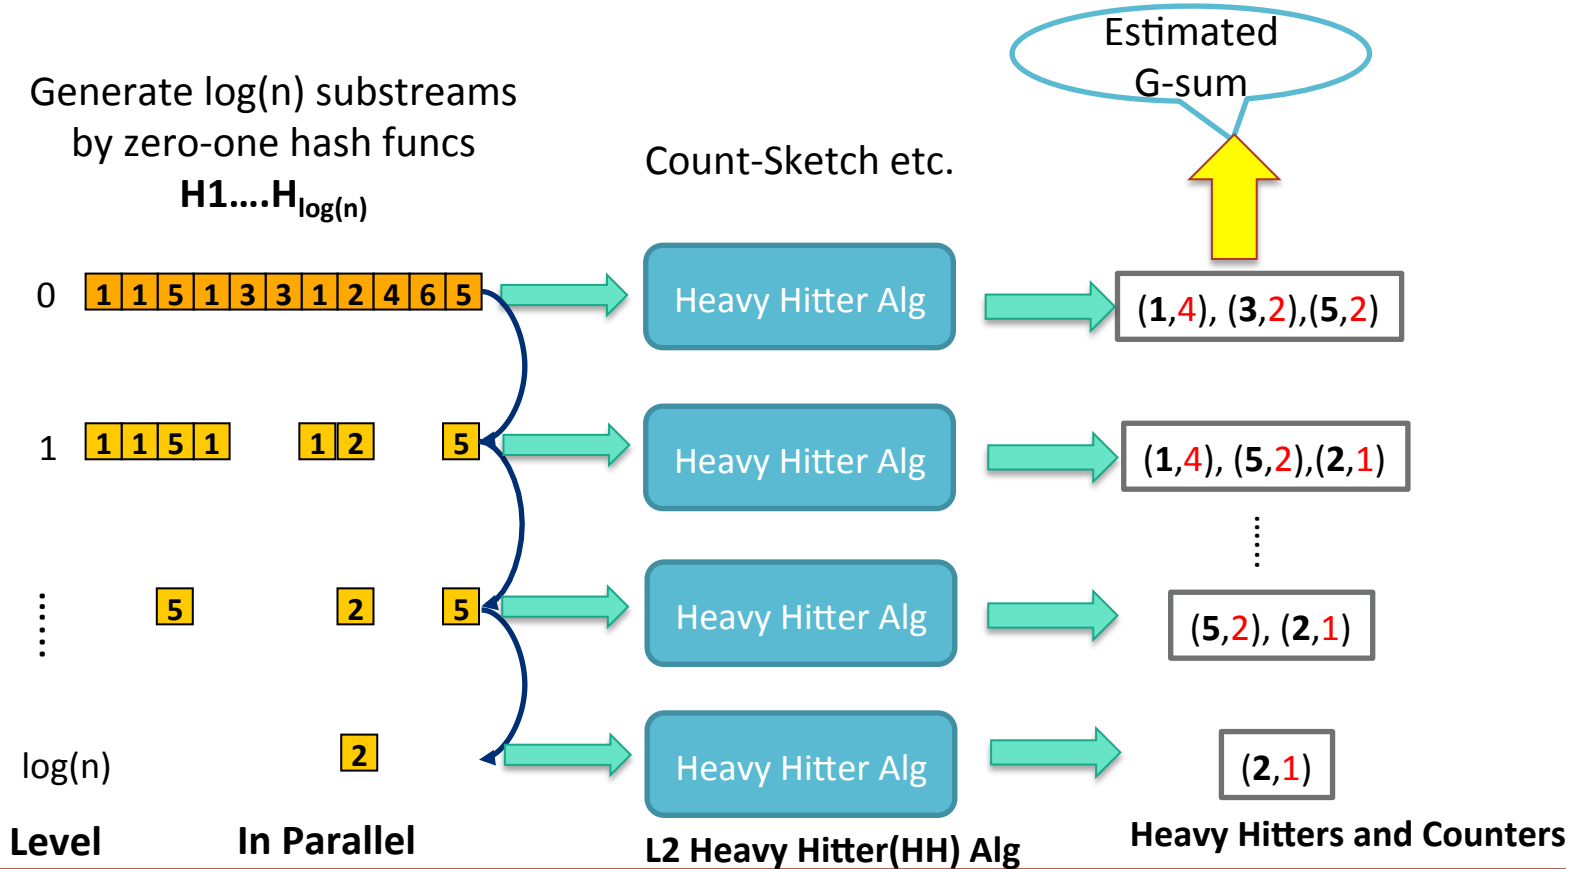 Estimated
G-sum
Generate log(n) substreams
by zero-one hash funcs
H1....Hlog(n)
Count-Sketch etc.
0
1 1 5 1 3 3 1 2 4 6 5
Heavy Hitter Alg
(1,4), (3,2),(5,2)
1
1 1 5 1 1 2 5
Heavy Hitter Alg
(1,4), (5,2),(2,1)
......
......
5 2 5
Heavy Hitter Alg
(5,2), (2,1)
log(n)
2
Heavy Hitter Alg
(2,1)
Level
In Parallel
L2 Heavy Hitter(HH) Alg
Heavy Hitters and Counters